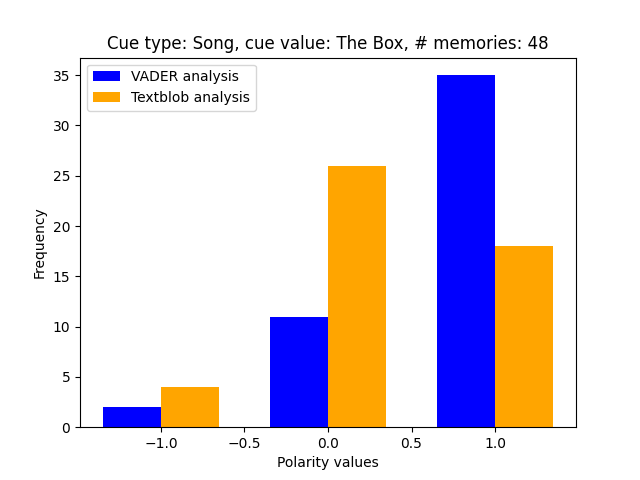 Cue type: Song, cue value: The Box, # memories: 48
VADER analysis
Textblob analysis
Frequency
35
30
25
20
15
10
5
0
−1.0 −0.5 0.0 0.5 1.0
Polarity values